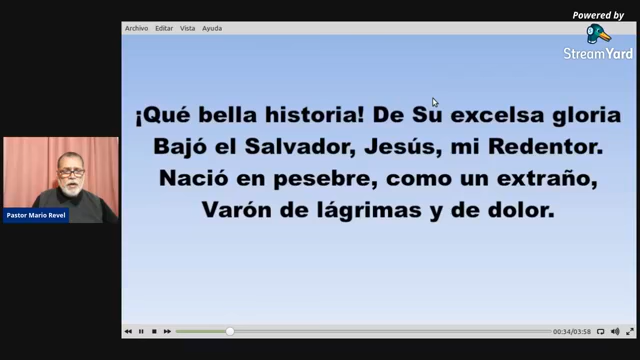 Powered by
StreamYard
Archivo Editar Vista Ayuda
¡Qué bella historia! De Su excelsa gloria
Bajó el Salvador, Jesús, mi Redentor.
Nació en pesebre, como un extraño,
Varón de lágrimas y de dolor.
Pastor Mario Revel
00:34/03:58